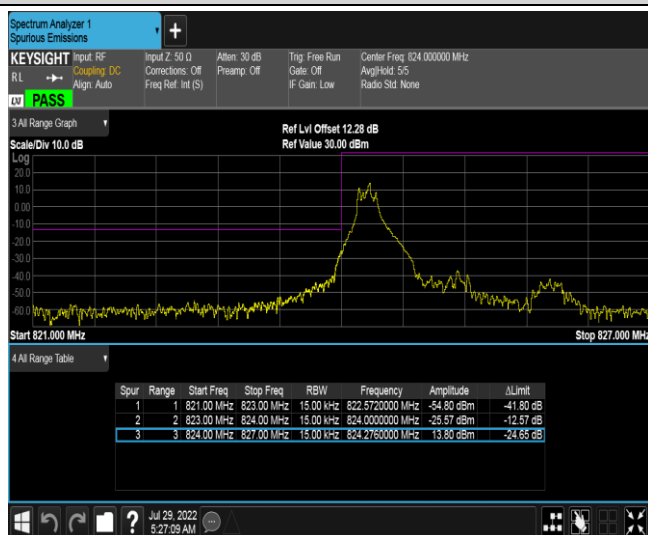 Spectrum Analyzer 1
Spurious Emissions
KEYSIGHT Input: RF Input Z: 50 Ω Atten: 30 dB Trig: Free Run Center Freq: 824.000000 MHz
R L Coupling: DC Corrections: Off Preamp: Off Gate: Off Avg|Hold: 5/5
Align: Auto Freq Ref: Int (S) IF Gain: Low Radio Std: None
LXI PASS
3 All Range Graph
Ref Lvl Offset 12.28 dB
Scale/Div 10.0 dB Ref Value 30.00 dBm
Log
20.0
10.0
0.00
-10.0
-20.0
-30.0
-40.0
-50.0
-60.0
Start 821.000 MHz Stop 827.000 MHz
4 All Range Table
Spur Range Start Freq Stop Freq RBW Frequency Amplitude ΔLimit
1 1 821.00 MHz 823.00 MHz 15.00 kHz 822.5720000 MHz -54.80 dBm -41.80 dB
2 2 823.00 MHz 824.00 MHz 15.00 kHz 824.0000000 MHz -25.57 dBm -12.57 dB
3 3 824.00 MHz 827.00 MHz 15.00 kHz 824.2760000 MHz 13.80 dBm -24.65 dB
? Jul 29, 2022
5:27:09 AM